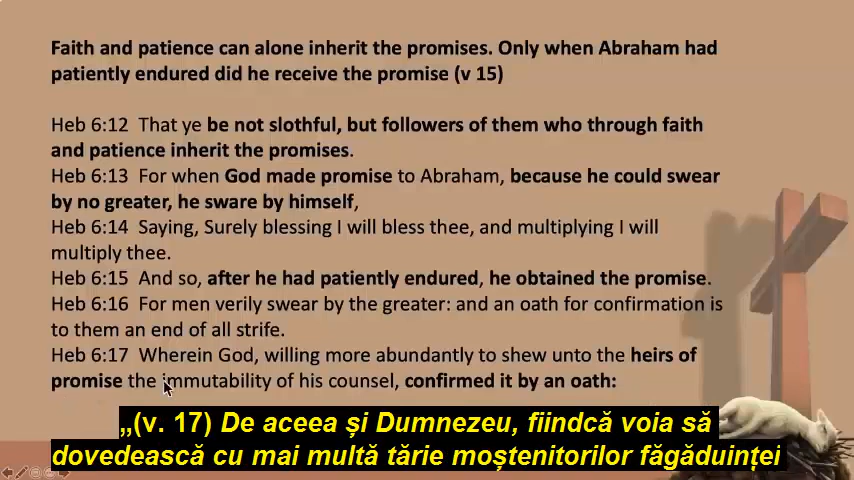 Faith and patience can alone inherit the promises. Only when Abraham had
patiently endured did he receive the promise (v 15)
Heb 6:12 That ye be not slothful, but followers of them who through faith
and patience inherit the promises.
Heb 6:13 For when God made promise to Abraham, because he could swear
by no greater, he sware by himself,
Heb 6:14 Saying, Surely blessing I will bless thee, and multiplying I will
multiply thee.
Heb 6:15 And so, after he had patiently endured, he obtained the promise.
Heb 6:16 For men verily swear by the greater: and an oath for confirmation is
to them an end of all strife.
Heb 6:17 Wherein God, willing more abundantly to shew unto the heirs of
promise the immutability of his counsel, confirmed it by an oath:
„(v. 17) De aceea și Dumnezeu, fiindcă voia să
dovedească cu mai multă tărie moștenitorilor făgăduinței